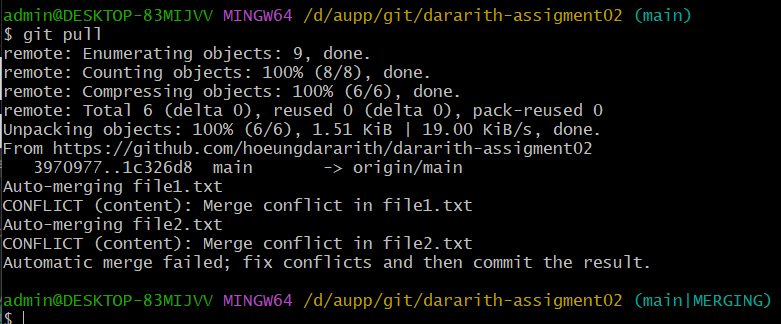 admin@DESKTOP-83MIJVV MINGW64 /d/aupp/git/dararith-assigment02 (main)
$ git pull
remote: Enumerating objects: 9, done.
remote: Counting objects: 100% (8/8), done.
remote: Compressing objects: 100% (6/6), done.
remote: Total 6 (delta 0), reused 0 (delta 0), pack-reused 0
Unpacking objects: 100% (6/6), 1.51 KiB | 19.00 KiB/s, done.
From https://github.com/hoeungdararith/dararith-assigment02
   3970977..1c326d8  main       -> origin/main
Auto-merging file1.txt
CONFLICT (content): Merge conflict in file1.txt
Auto-merging file2.txt
CONFLICT (content): Merge conflict in file2.txt
Automatic merge failed; fix conflicts and then commit the result.
admin@DESKTOP-83MIJVV MINGW64 /d/aupp/git/dararith-assigment02 (main|MERGING)
$